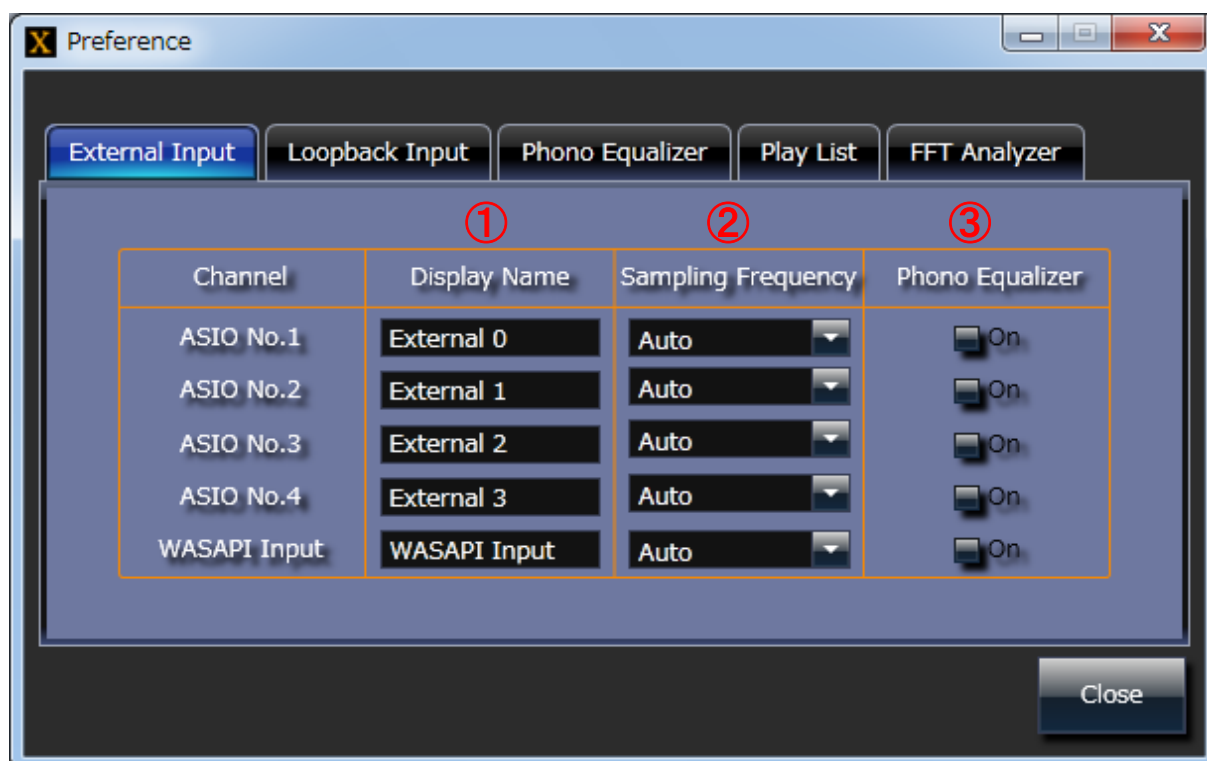 X Preference
External Input Loopback Input Phono Equalizer Play List FFT Analyzer
① ② ③
Channel Display Name Sampling Frequency Phono Equalizer
ASIO No.1 External 0 Auto On
ASIO No.2 External 1 Auto On
ASIO No.3 External 2 Auto On
ASIO No.4 External 3 Auto On
WASAPI Input WASAPI Input Auto On
Close